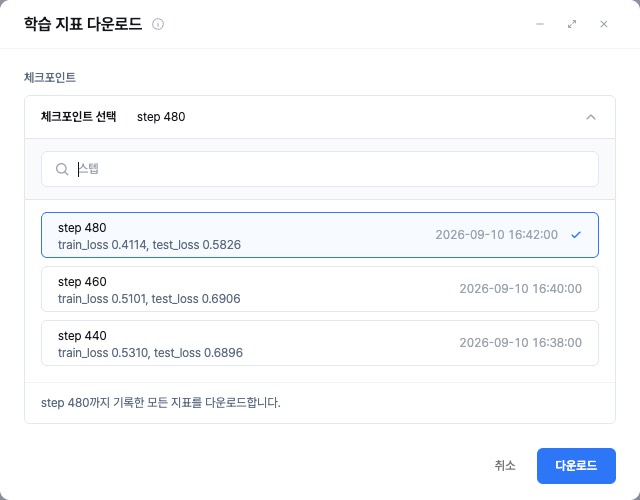 학습 지표 다운로드
체크포인트
체크포인트 선택 step 480
스텝
step 480
train_loss 0.4114, test_loss 0.5826
2026-09-10 16:42:00
step 460
train_loss 0.5101, test_loss 0.6906
2026-09-10 16:40:00
step 440
train_loss 0.5310, test_loss 0.6896
2026-09-10 16:38:00
step 480까지 기록한 모든 지표를 다운로드합니다.
취소 다운로드